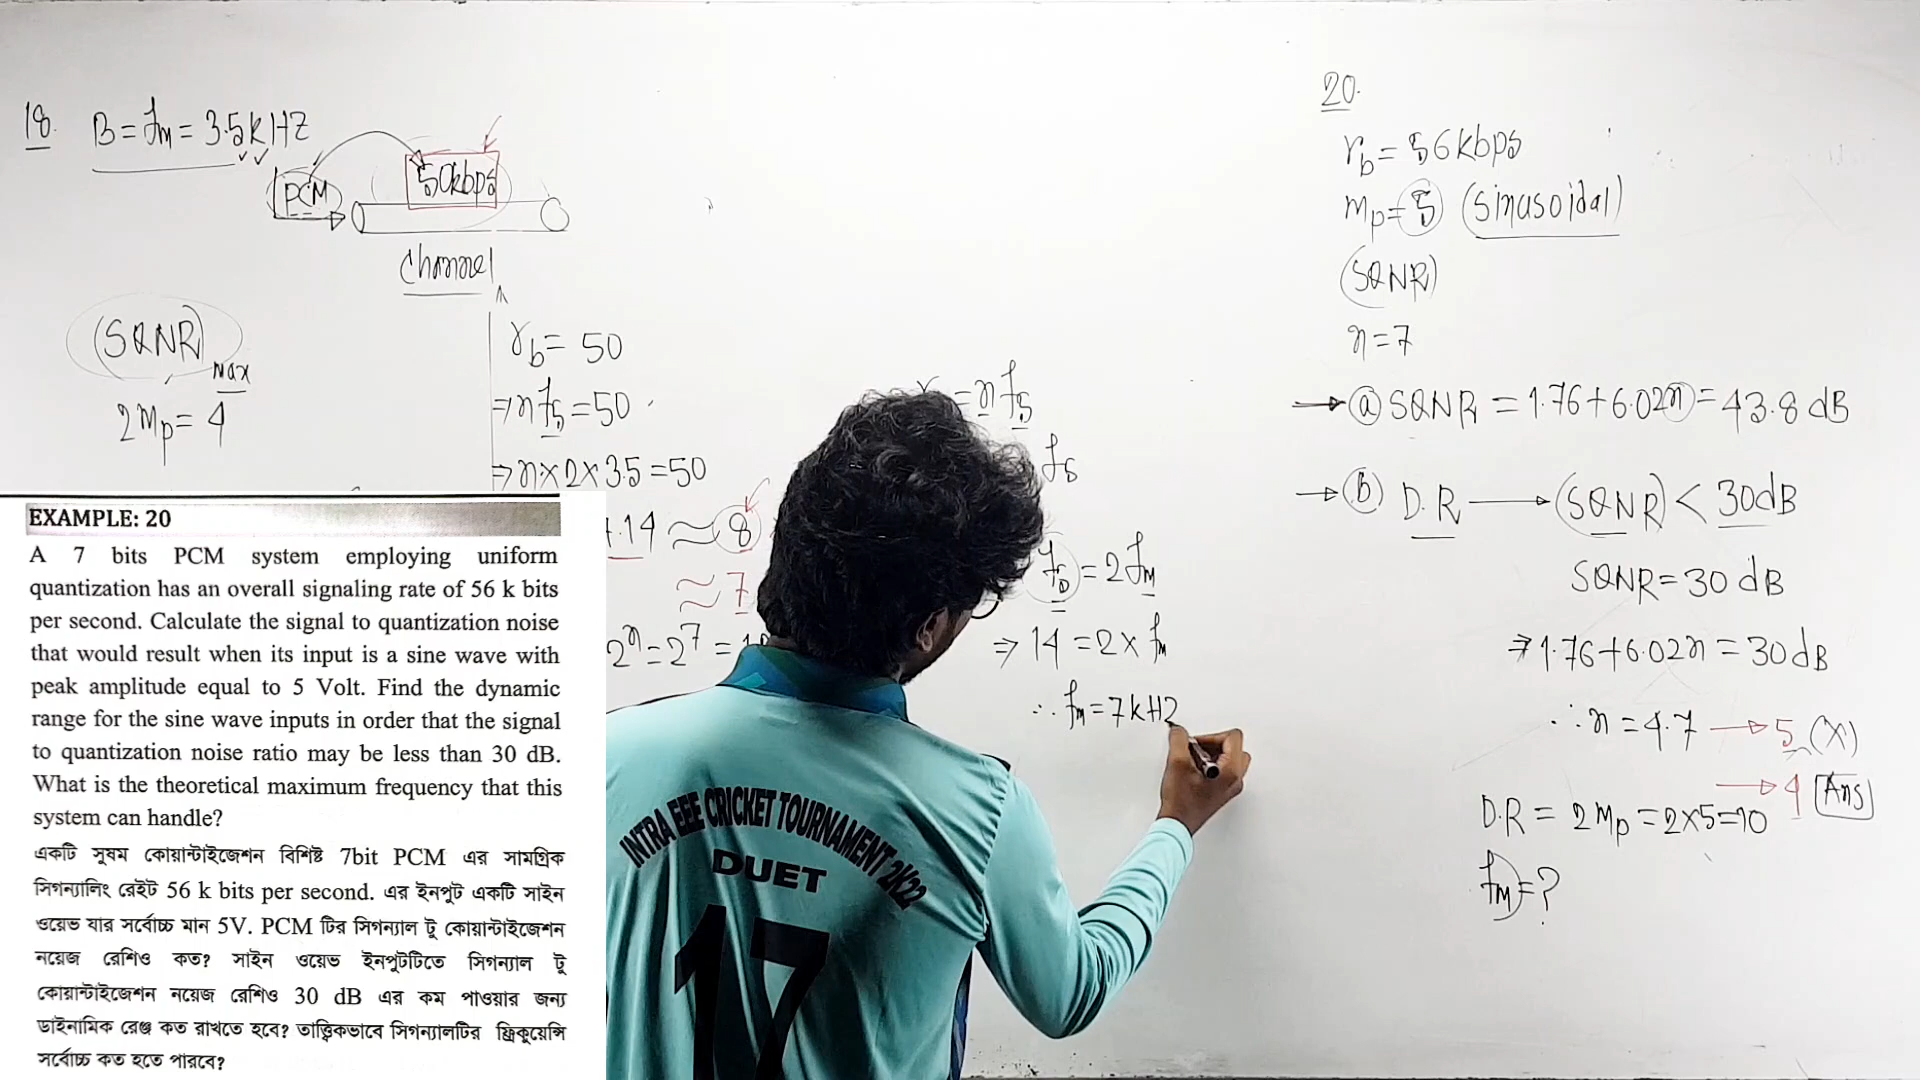 18. B = fm = 3.5kHZ
PCM
50kbps
Channel
(SQNR)
Max
2mp = 4
rb = 50
⇒ n fs = 50
⇒ n × 2 × 3.5 = 50
.14 ≈ 8
≈ 7
2^n = 2^7 =
= n fs
fs
fs = 2 fm
⇒ 14 = 2 × fm
∴ fm = 7kHz
20.
rb = 56kbps
mp = 5 (sinusoidal)
(SQNR)
n = 7
→ (a) SQNR = 1.76 + 6.02n = 43.8 dB
→ (b) D.R → (SQNR) < 30dB
SQNR = 30 dB
⇒ 1.76 + 6.02n = 30 dB
∴ n = 4.7 → 5 (X)
→ 4 Ans
D.R = 2mp = 2×5 = 10
fm = ?
EXAMPLE: 20
A 7 bits PCM system employing uniform
quantization has an overall signaling rate of 56 k bits
per second. Calculate the signal to quantization noise
that would result when its input is a sine wave with
peak amplitude equal to 5 Volt. Find the dynamic
range for the sine wave inputs in order that the signal
to quantization noise ratio may be less than 30 dB.
What is the theoretical maximum frequency that this
system can handle?
একটি সুষম কোয়ান্টাইজেশন বিশিষ্ট 7bit PCM এর সামগ্রিক
সিগন্যালিং রেইট 56 k bits per second. এর ইনপুট একটি সাইন
ওয়েভ যার সর্বোচ্চ মান 5V. PCM টির সিগন্যাল টু কোয়ান্টাইজেশন
নয়েজ রেশিও কত? সাইন ওয়েভ ইনপুটটিতে সিগন্যাল টু
কোয়ান্টাইজেশন নয়েজ রেশিও 30 dB এর কম পাওয়ার জন্য
ডাইনামিক রেঞ্জ কত রাখতে হবে? তাত্ত্বিকভাবে সিগন্যালটির ফ্রিকুয়েন্সি
সর্বোচ্চ কত হতে পারবে?
INTRA EEE CRICKET TOURNAMENT 2K22
DUET
17